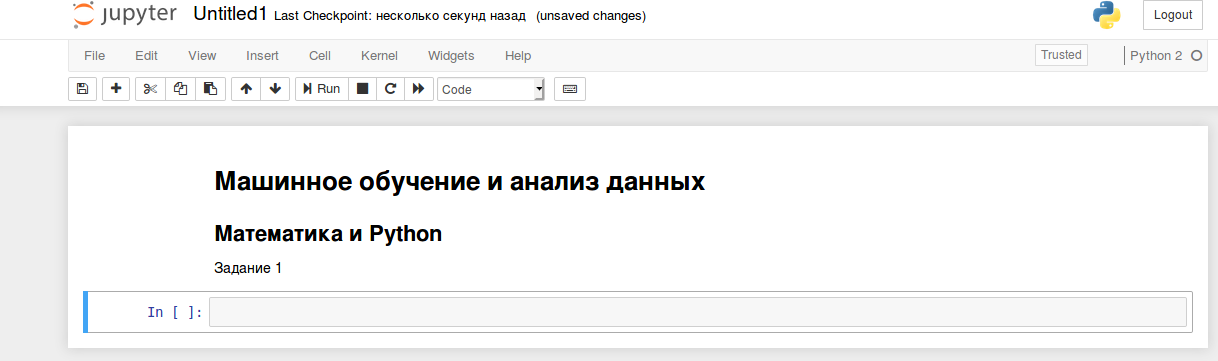 jupyter Untitled1 Last Checkpoint: несколько секунд назад (unsaved changes) Logout
File Edit View Insert Cell Kernel Widgets Help Trusted Python 2
Run Code
Машинное обучение и анализ данных
Математика и Python
Задание 1
In [ ]: